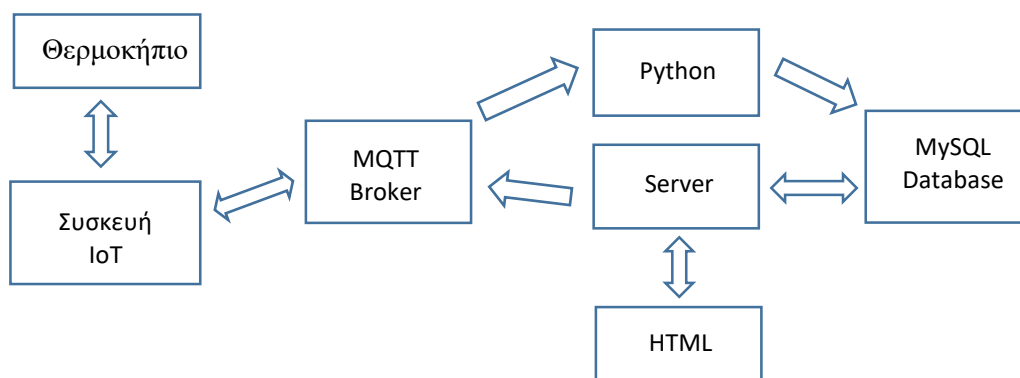 Θερμοκήπιο
Python
MQTT
Broker
MySQL
Database
Server
Συσκευή
IoT
HTML